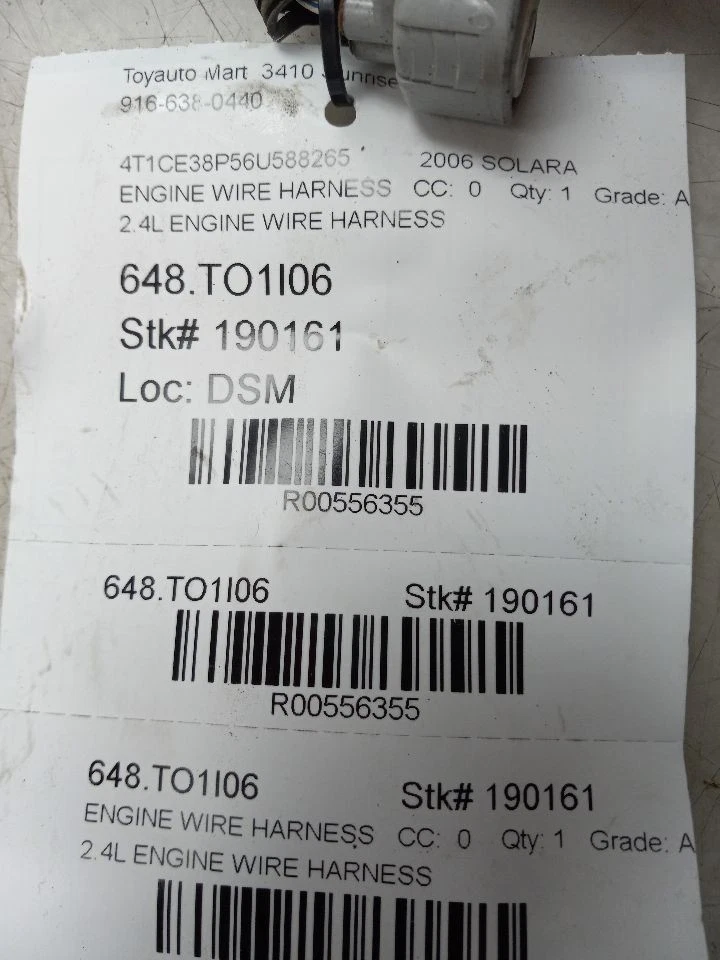 Toyauto Mart 3410 Sunrise
916-638-0440
4T1CE38P56U588265 2006 SOLARA
ENGINE WIRE HARNESS CC: 0 Qty: 1 Grade: A
2.4L ENGINE WIRE HARNESS
648.TO1I06
Stk# 190161
Loc: DSM
R00556355
648.TO1I06 Stk# 190161
R00556355
648.TO1I06 Stk# 190161
ENGINE WIRE HARNESS CC: 0 Qty: 1 Grade: A
2.4L ENGINE WIRE HARNESS